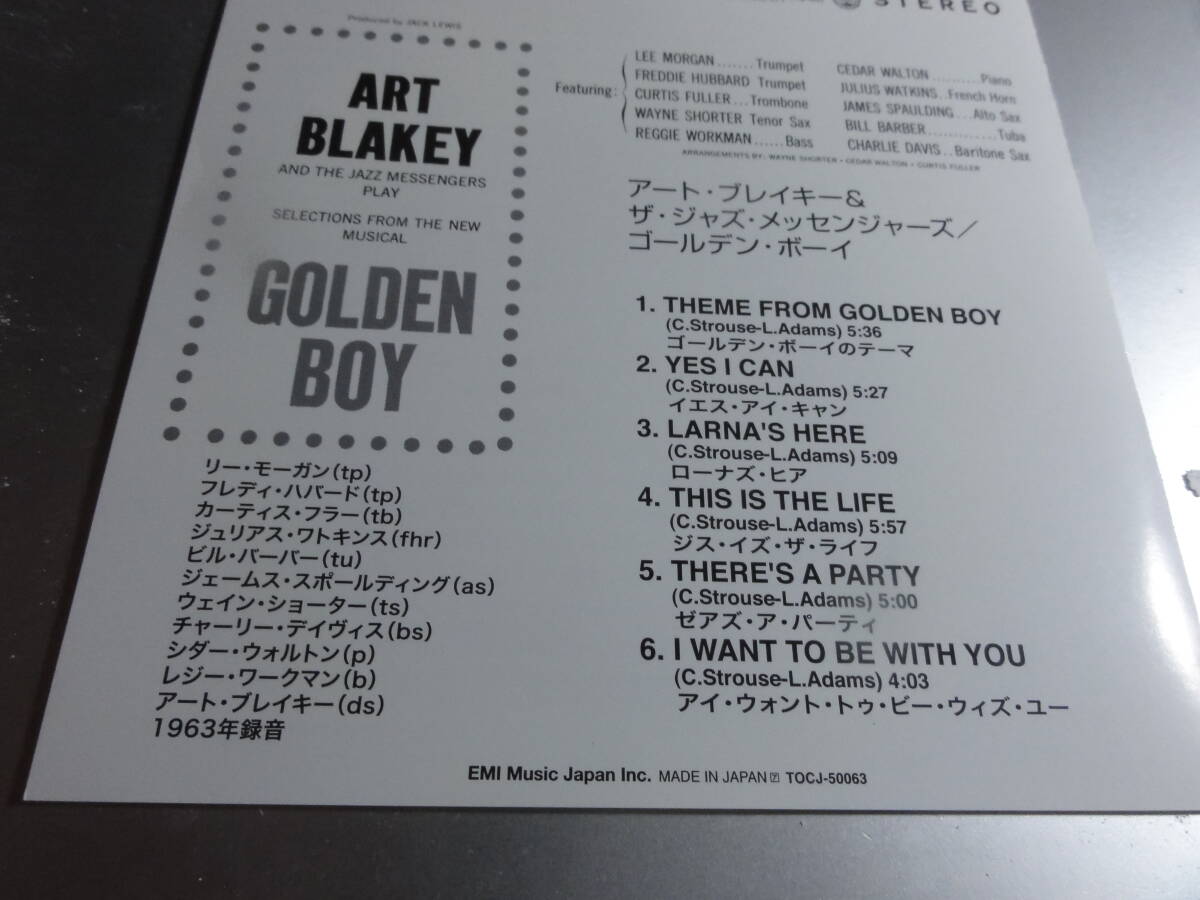 STEREO
Produced by JACK LEWIS
ART
BLAKEY
AND THE JAZZ MESSENGERS
PLAY
SELECTIONS FROM THE NEW
MUSICAL
GOLDEN
BOY
Featuring:
LEE MORGAN.......Trumpet
FREDDIE HUBBARD Trumpet
CURTIS FULLER...Trombone
WAYNE SHORTER Tenor Sax
REGGIE WORKMAN......Bass
CEDAR WALTON..........Piano
JULIUS WATKINS..French Horn
JAMES SPAULDING...Alto Sax
BILL BARBER.............Tuba
CHARLIE DAVIS..Baritone Sax
ARRANGEMENTS BY: WAYNE SHORTER • CEDAR WALTON • CURTIS FULLER
アート・ブレイキー&
ザ・ジャズ・メッセンジャーズ/
ゴールデン・ボーイ
1. THEME FROM GOLDEN BOY
(C.Strouse-L.Adams) 5:36
ゴールデン・ボーイのテーマ
2. YES I CAN
(C.Strouse-L.Adams) 5:27
イエス・アイ・キャン
3. LARNA'S HERE
(C.Strouse-L.Adams) 5:09
ローナズ・ヒア
4. THIS IS THE LIFE
(C.Strouse-L.Adams) 5:57
ジス・イズ・ザ・ライフ
5. THERE'S A PARTY
(C.Strouse-L.Adams) 5:00
ゼアズ・ア・パーティ
6. I WANT TO BE WITH YOU
(C.Strouse-L.Adams) 4:03
アイ・ウォント・トゥ・ビー・ウィズ・ユー
リー・モーガン(tp)
フレディ・ハバード(tp)
カーティス・フラー(tb)
ジュリアス・ワトキンス(fhr)
ビル・バーバー(tu)
ジェームス・スポールディング(as)
ウェイン・ショーター(ts)
チャーリー・デイヴィス(bs)
シダー・ウォルトン(p)
レジー・ワークマン(b)
アート・ブレイキー(ds)
1963年録音
EMI Music Japan Inc. MADE IN JAPAN TOCJ-50063